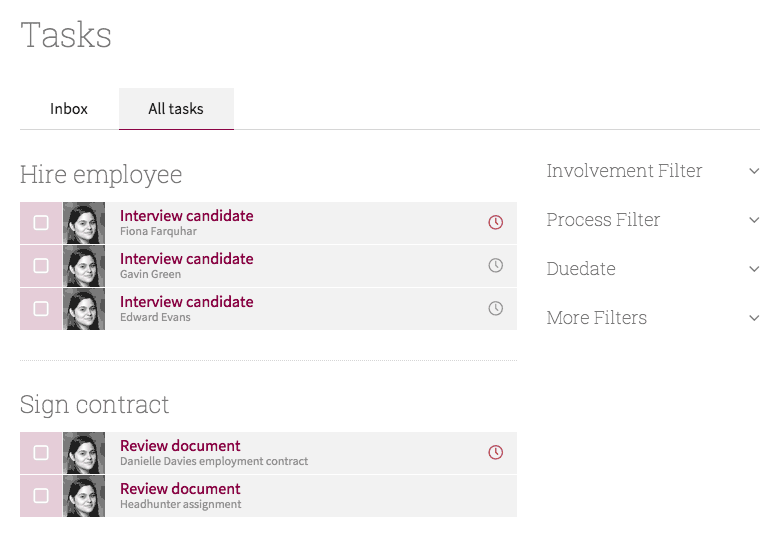 Tasks
Inbox
All tasks
Hire employee
Interview candidate
Fiona Farquhar
Interview candidate
Gavin Green
Interview candidate
Edward Evans
Sign contract
Review document
Danielle Davies employment contract
Review document
Headhunter assignment
Involvement Filter
Process Filter
Duedate
More Filters